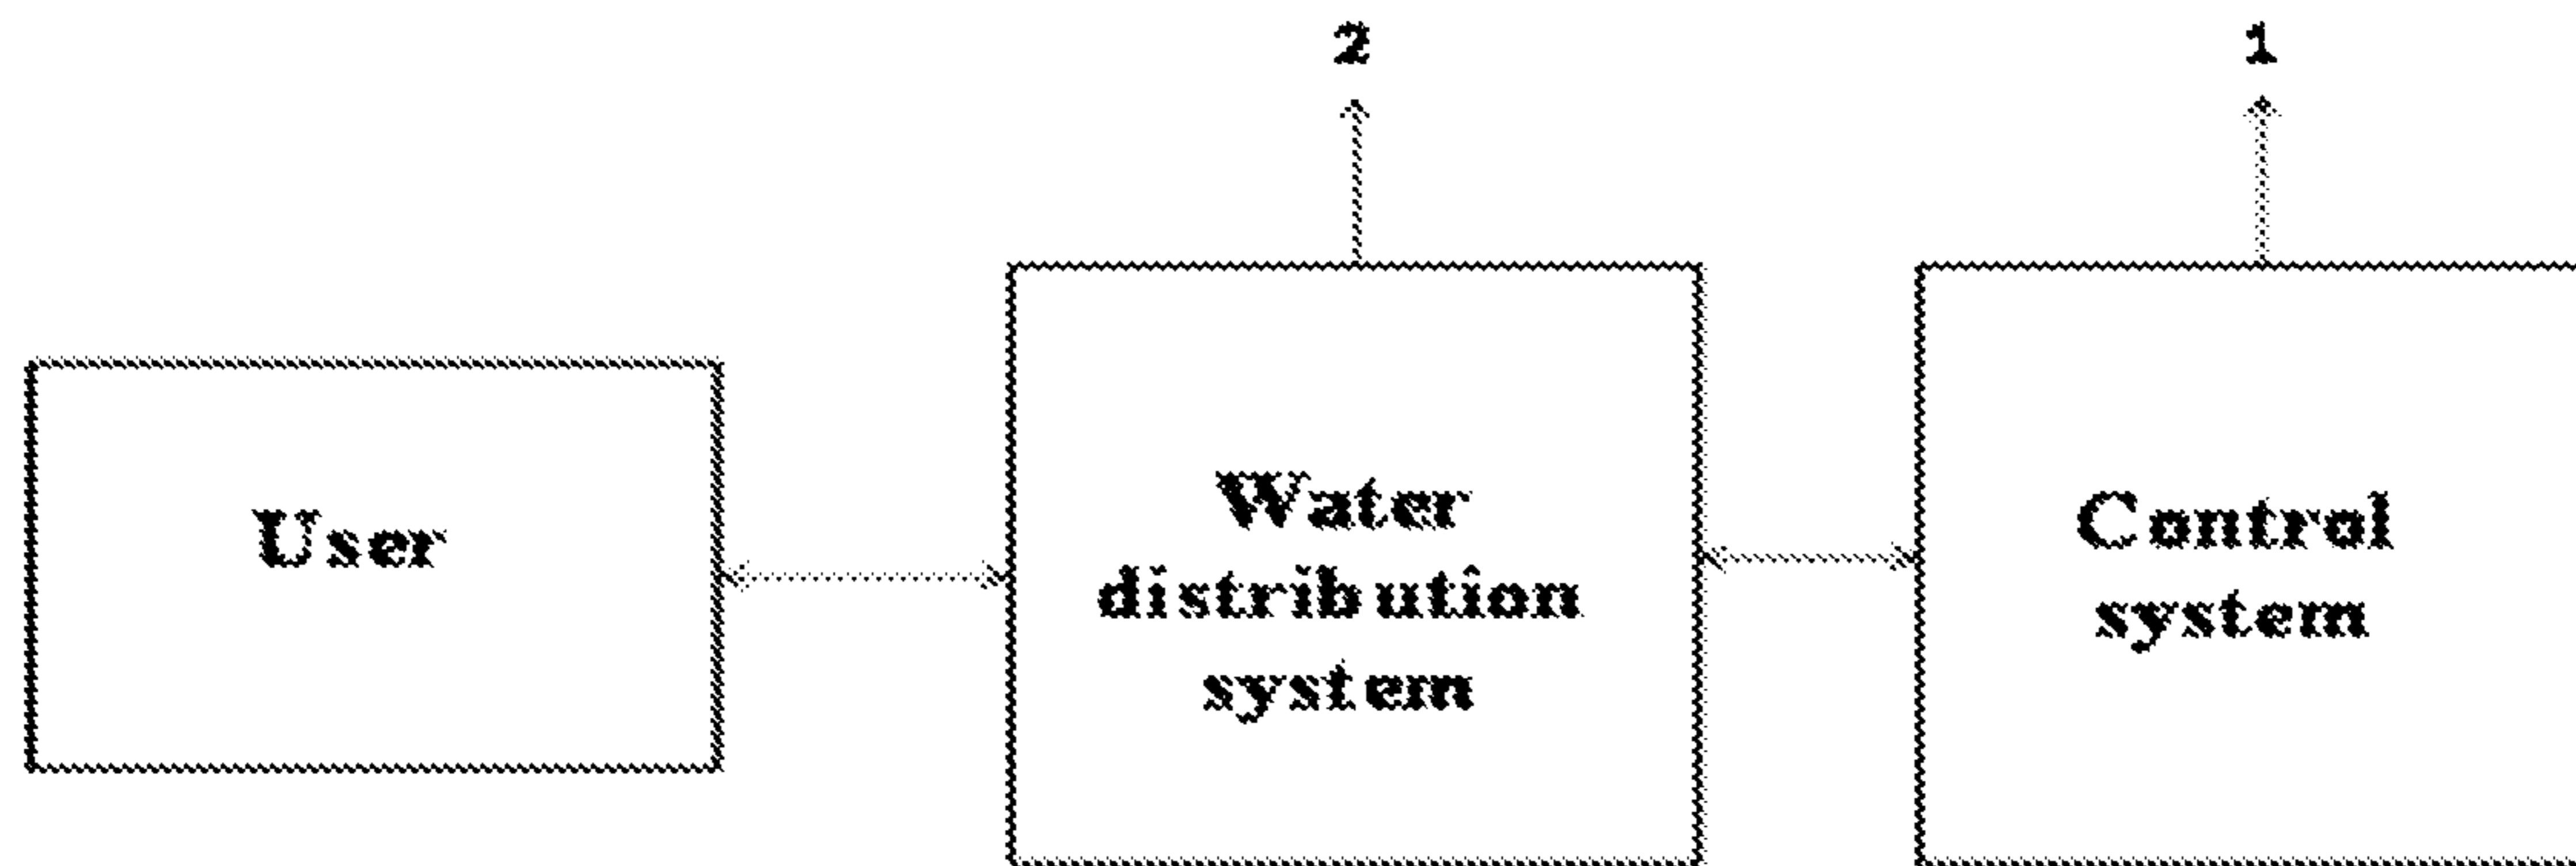 2
1
User
Water
distribution
system
Control
system